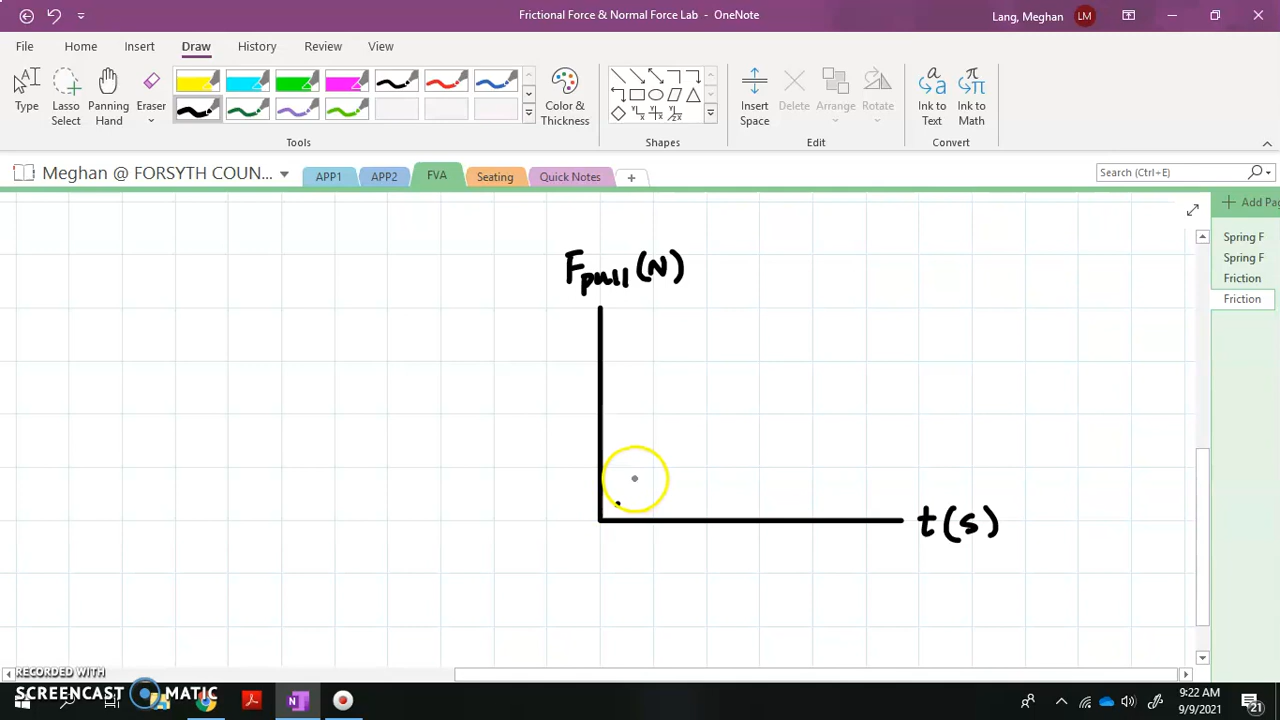 Frictional Force & Normal Force Lab - OneNote
Lang, Meghan LM
File Home Insert Draw History Review View
Type
Lasso Select
Panning Hand
Eraser
Color & Thickness
Insert Space
Delete
Arrange
Rotate
Ink to Text
Ink to Math
Tools Shapes Edit Convert
Meghan @ FORSYTH COUN...
APP1 APP2 FVA Seating Quick Notes
Search (Ctrl+E)
Add Pag
Spring F
Spring F
Friction
Friction
Fpull (N)
t(s)
RECORDED WITH
SCREENCAST MATIC
9:22 AM
9/9/2021
21